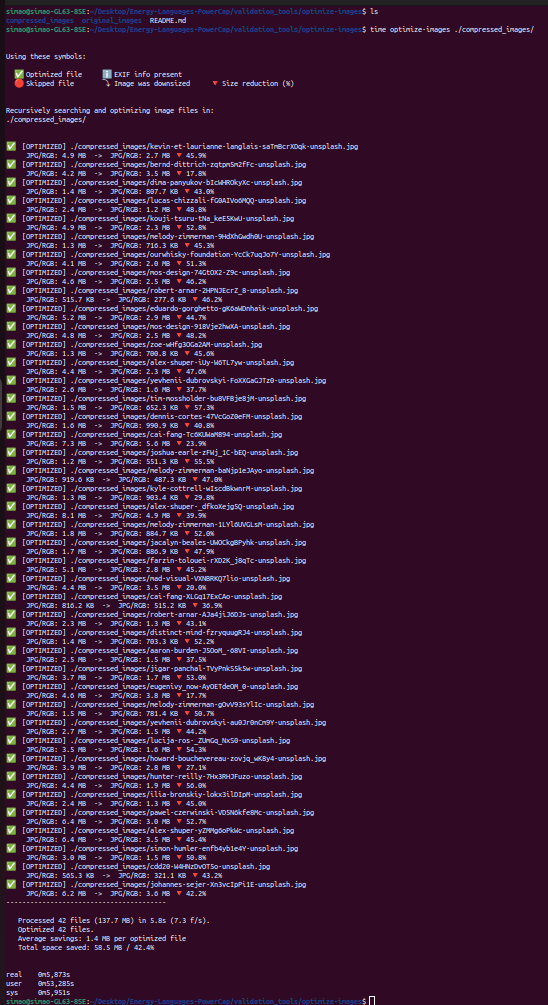 simao@simao-GL63-8SE:~/Desktop/Energy-Languages-PowerCap/validation_tools/optimize-images$ ls
compressed_images  original_images  README.md
simao@simao-GL63-8SE:~/Desktop/Energy-Languages-PowerCap/validation_tools/optimize-images$ time optimize-images ./compressed_images/
Using these symbols:
✅ Optimized file     ℹ️ EXIF info present
🔴 Skipped file       ⤵ Image was downsized     🔻 Size reduction (%)
Recursively searching and optimizing image files in:
./compressed_images/
✅ [OPTIMIZED] ./compressed_images/kevin-et-laurianne-langlais-saTmBcrXDqk-unsplash.jpg
JPG/RGB: 4.9 MB  ->  JPG/RGB: 2.7 MB 🔻 45.9%
✅ [OPTIMIZED] ./compressed_images/bernd-dittrich-zqtpmSm2fFc-unsplash.jpg
JPG/RGB: 4.2 MB  ->  JPG/RGB: 3.5 MB 🔻 17.8%
✅ [OPTIMIZED] ./compressed_images/dima-panyukov-bIcWHROkyXc-unsplash.jpg
JPG/RGB: 1.4 MB  ->  JPG/RGB: 807.7 KB 🔻 43.0%
✅ [OPTIMIZED] ./compressed_images/lucas-chizzali-fG0AIVo6MQQ-unsplash.jpg
JPG/RGB: 2.4 MB  ->  JPG/RGB: 1.2 MB 🔻 48.8%
✅ [OPTIMIZED] ./compressed_images/kouji-tsuru-tNa_keE5KwU-unsplash.jpg
JPG/RGB: 4.9 MB  ->  JPG/RGB: 2.3 MB 🔻 52.8%
✅ [OPTIMIZED] ./compressed_images/melody-zimmerman-9HdXhGwdh0U-unsplash.jpg
JPG/RGB: 1.3 MB  ->  JPG/RGB: 716.3 KB 🔻 45.3%
✅ [OPTIMIZED] ./compressed_images/ourwhisky-foundation-YcCk7uqJo7Y-unsplash.jpg
JPG/RGB: 4.1 MB  ->  JPG/RGB: 2.0 MB 🔻 51.3%
✅ [OPTIMIZED] ./compressed_images/mos-design-74GtOX2-Z9c-unsplash.jpg
JPG/RGB: 4.6 MB  ->  JPG/RGB: 2.5 MB 🔻 46.2%
✅ [OPTIMIZED] ./compressed_images/robert-arnar-2HPNJEcrZ_8-unsplash.jpg
JPG/RGB: 515.7 KB  ->  JPG/RGB: 277.6 KB 🔻 46.2%
✅ [OPTIMIZED] ./compressed_images/eduardo-gorghetto-gK6aWDnhaik-unsplash.jpg
JPG/RGB: 5.2 MB  ->  JPG/RGB: 2.9 MB 🔻 44.7%
✅ [OPTIMIZED] ./compressed_images/mos-design-918Vje2hwXA-unsplash.jpg
JPG/RGB: 4.8 MB  ->  JPG/RGB: 2.5 MB 🔻 48.2%
✅ [OPTIMIZED] ./compressed_images/zoe-wHfg3OGa2AM-unsplash.jpg
JPG/RGB: 1.3 MB  ->  JPG/RGB: 700.8 KB 🔻 45.6%
✅ [OPTIMIZED] ./compressed_images/alex-shuper-iUy-W6TL7yw-unsplash.jpg
JPG/RGB: 4.4 MB  ->  JPG/RGB: 2.3 MB 🔻 47.6%
✅ [OPTIMIZED] ./compressed_images/yevhenii-dubrovskyi-FoXXGaGJTz0-unsplash.jpg
JPG/RGB: 2.6 MB  ->  JPG/RGB: 1.6 MB 🔻 37.7%
✅ [OPTIMIZED] ./compressed_images/tim-mossholder-bu8VFBje8jM-unsplash.jpg
JPG/RGB: 1.5 MB  ->  JPG/RGB: 652.3 KB 🔻 57.3%
✅ [OPTIMIZED] ./compressed_images/dennis-cortes-47VcGoZ0eFM-unsplash.jpg
JPG/RGB: 1.6 MB  ->  JPG/RGB: 990.9 KB 🔻 40.8%
✅ [OPTIMIZED] ./compressed_images/cai-fang-Tc6KUWaM894-unsplash.jpg
JPG/RGB: 7.3 MB  ->  JPG/RGB: 5.6 MB 🔻 23.9%
✅ [OPTIMIZED] ./compressed_images/joshua-earle-zFWj_1C-bEQ-unsplash.jpg
JPG/RGB: 1.2 MB  ->  JPG/RGB: 551.3 KB 🔻 55.5%
✅ [OPTIMIZED] ./compressed_images/melody-zimmerman-baNjp1eJAyo-unsplash.jpg
JPG/RGB: 919.6 KB  ->  JPG/RGB: 487.3 KB 🔻 47.0%
✅ [OPTIMIZED] ./compressed_images/kyle-cottrell-wIscdBkwnrM-unsplash.jpg
JPG/RGB: 1.3 MB  ->  JPG/RGB: 903.4 KB 🔻 29.8%
✅ [OPTIMIZED] ./compressed_images/alex-shuper-_dfkoXejgSQ-unsplash.jpg
JPG/RGB: 8.1 MB  ->  JPG/RGB: 4.9 MB 🔻 39.9%
✅ [OPTIMIZED] ./compressed_images/melody-zimmerman-1LYl6UVGLsM-unsplash.jpg
JPG/RGB: 1.8 MB  ->  JPG/RGB: 884.7 KB 🔻 52.0%
✅ [OPTIMIZED] ./compressed_images/jacalyn-beales-UWOCkgBPyhk-unsplash.jpg
JPG/RGB: 1.7 MB  ->  JPG/RGB: 886.9 KB 🔻 47.9%
✅ [OPTIMIZED] ./compressed_images/farzin-tolouei-rXD2K_j8qTc-unsplash.jpg
JPG/RGB: 5.1 MB  ->  JPG/RGB: 2.8 MB 🔻 45.2%
✅ [OPTIMIZED] ./compressed_images/mad-visual-VXNBRKQ7lio-unsplash.jpg
JPG/RGB: 4.4 MB  ->  JPG/RGB: 3.5 MB 🔻 20.0%
✅ [OPTIMIZED] ./compressed_images/cai-fang-XLGq17ExCAo-unsplash.jpg
JPG/RGB: 816.2 KB  ->  JPG/RGB: 515.2 KB 🔻 36.9%
✅ [OPTIMIZED] ./compressed_images/robert-arnar-AJa4jiJ6DJs-unsplash.jpg
JPG/RGB: 2.3 MB  ->  JPG/RGB: 1.3 MB 🔻 43.1%
✅ [OPTIMIZED] ./compressed_images/distinct-mind-fzryquugRJ4-unsplash.jpg
JPG/RGB: 1.4 MB  ->  JPG/RGB: 703.3 KB 🔻 52.2%
✅ [OPTIMIZED] ./compressed_images/aaron-burden-J5OoM_-68VI-unsplash.jpg
JPG/RGB: 2.5 MB  ->  JPG/RGB: 1.5 MB 🔻 37.5%
✅ [OPTIMIZED] ./compressed_images/jigar-panchal-TVyPnkS5k5w-unsplash.jpg
JPG/RGB: 3.7 MB  ->  JPG/RGB: 1.7 MB 🔻 53.0%
✅ [OPTIMIZED] ./compressed_images/eugenivy_now-AyOETdeOM_0-unsplash.jpg
JPG/RGB: 4.6 MB  ->  JPG/RGB: 3.8 MB 🔻 17.7%
✅ [OPTIMIZED] ./compressed_images/melody-zimmerman-gOvV93sYlIc-unsplash.jpg
JPG/RGB: 1.5 MB  ->  JPG/RGB: 781.4 KB 🔻 50.7%
✅ [OPTIMIZED] ./compressed_images/yevhenii-dubrovskyi-au0Jr0nCm9Y-unsplash.jpg
JPG/RGB: 2.7 MB  ->  JPG/RGB: 1.5 MB 🔻 44.2%
✅ [OPTIMIZED] ./compressed_images/lucija-ros-_ZUmGq_NxS0-unsplash.jpg
JPG/RGB: 3.5 MB  ->  JPG/RGB: 1.6 MB 🔻 54.3%
✅ [OPTIMIZED] ./compressed_images/howard-bouchevereau-zovjq_wK8y4-unsplash.jpg
JPG/RGB: 3.9 MB  ->  JPG/RGB: 2.8 MB 🔻 27.1%
✅ [OPTIMIZED] ./compressed_images/hunter-reilly-7Hx3RHJFuzo-unsplash.jpg
JPG/RGB: 4.4 MB  ->  JPG/RGB: 1.9 MB 🔻 56.0%
✅ [OPTIMIZED] ./compressed_images/ilia-bronskiy-lokx3ilDIpM-unsplash.jpg
JPG/RGB: 2.4 MB  ->  JPG/RGB: 1.3 MB 🔻 45.0%
✅ [OPTIMIZED] ./compressed_images/pawel-czerwinski-VD5N6kfe8Mc-unsplash.jpg
JPG/RGB: 6.4 MB  ->  JPG/RGB: 3.0 MB 🔻 52.7%
✅ [OPTIMIZED] ./compressed_images/alex-shuper-yZMMg6oPkWc-unsplash.jpg
JPG/RGB: 6.4 MB  ->  JPG/RGB: 3.5 MB 🔻 45.4%
✅ [OPTIMIZED] ./compressed_images/simon-humler-enfb4yb1e4Y-unsplash.jpg
JPG/RGB: 3.0 MB  ->  JPG/RGB: 1.5 MB 🔻 50.8%
✅ [OPTIMIZED] ./compressed_images/cdd20-W4HNzDvOTSo-unsplash.jpg
JPG/RGB: 565.3 KB  ->  JPG/RGB: 321.1 KB 🔻 43.2%
✅ [OPTIMIZED] ./compressed_images/johannes-sejer-Xn3vcIpPi1E-unsplash.jpg
JPG/RGB: 6.2 MB  ->  JPG/RGB: 3.6 MB 🔻 42.2%
----------------------------------------
Processed 42 files (137.7 MB) in 5.8s (7.3 f/s).
Optimized 42 files.
Average savings: 1.4 MB per optimized file
Total space saved: 58.5 MB / 42.4%
real    0m5,873s
user    0m53,285s
sys     0m5,951s
simao@simao-GL63-8SE:~/Desktop/Energy-Languages-PowerCap/validation_tools/optimize-images$